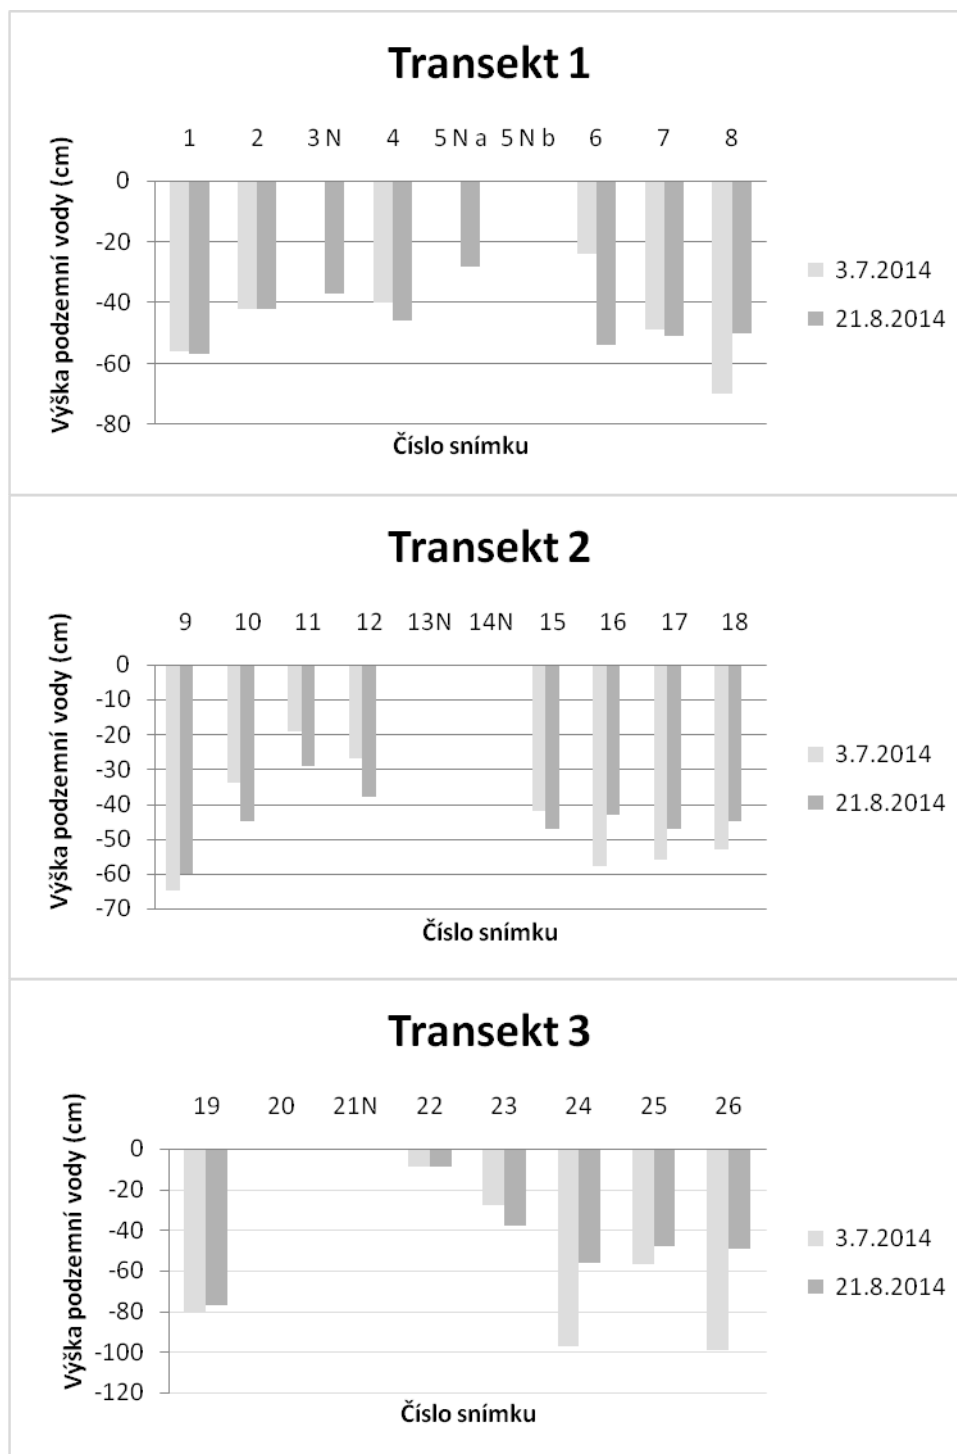 Transekt 1
1 2 3 N 4 5 N a 5 N b 6 7 8
Výška podzemní vody (cm)
0
-20
-40
-60
-80
Číslo snímku
3.7.2014
21.8.2014
Transekt 2
9 10 11 12 13N 14N 15 16 17 18
Výška podzemní vody (cm)
0
-10
-20
-30
-40
-50
-60
-70
Číslo snímku
3.7.2014
21.8.2014
Transekt 3
19 20 21N 22 23 24 25 26
Výška podzemní vody (cm)
0
-20
-40
-60
-80
-100
-120
Číslo snímku
3.7.2014
21.8.2014